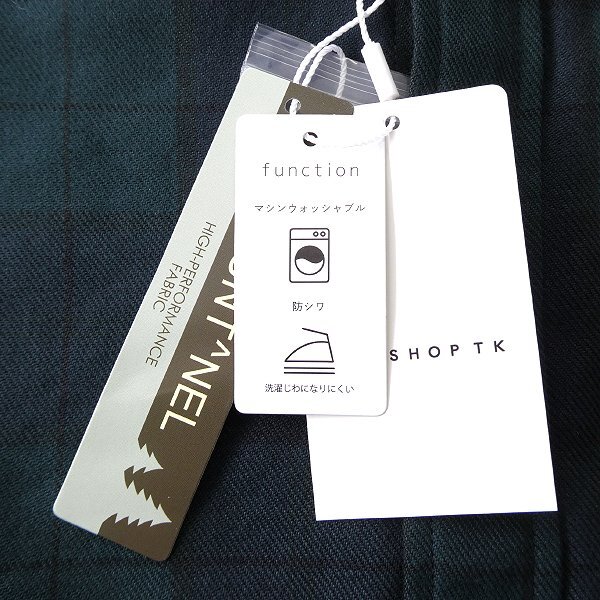 function
マシンウォッシャブル
防シワ
洗濯じわになりにくい
SHOP TK
HIGH-PERFORMANCE
FABRIC